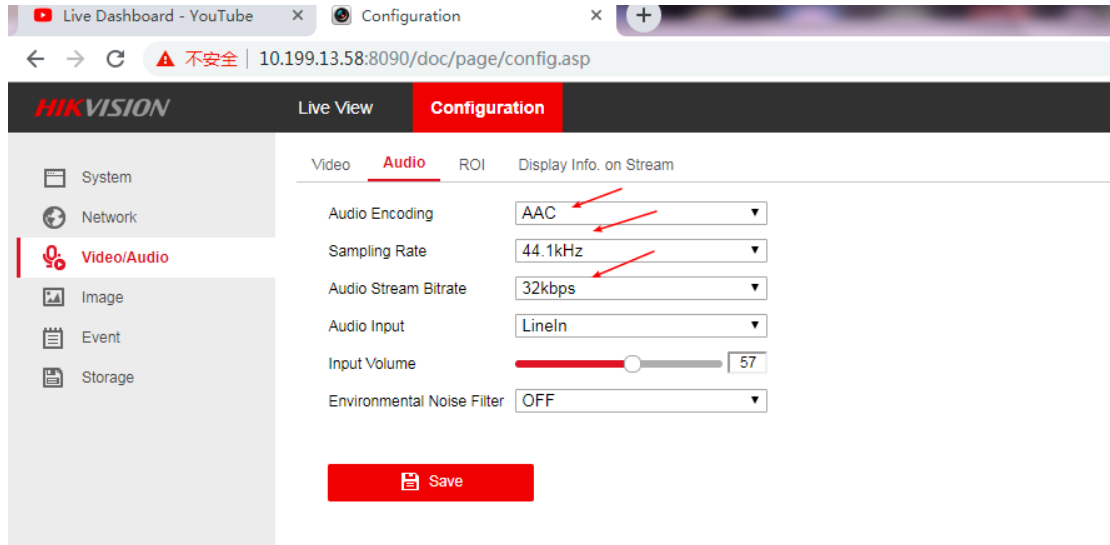 Live Dashboard - YouTube × Configuration × +
不安全 | 10.199.13.58:8090/doc/page/config.asp
HIKVISION Live View Configuration
Video Audio ROI Display Info. on Stream
System
Network
Video/Audio
Image
Event
Storage
Audio Encoding AAC
Sampling Rate 44.1kHz
Audio Stream Bitrate 32kbps
Audio Input LineIn
Input Volume 57
Environmental Noise Filter OFF
Save